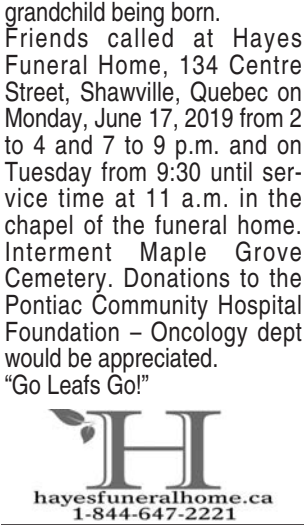 grandchild being born.
Friends called at Hayes
Funeral Home, 134 Centre
Street, Shawville, Quebec on
Monday, June 17, 2019 from 2
to 4 and 7 to 9 p.m. and on
Tuesday from 9:30 until ser-
vice time at 11 a.m. in the
chapel of the funeral home.
Interment Maple Grove
Cemetery. Donations to the
Pontiac Community Hospital
Foundation – Oncology dept
would be appreciated.
“Go Leafs Go!”
H
hayesfuneralhome.ca
1-844-647-2221